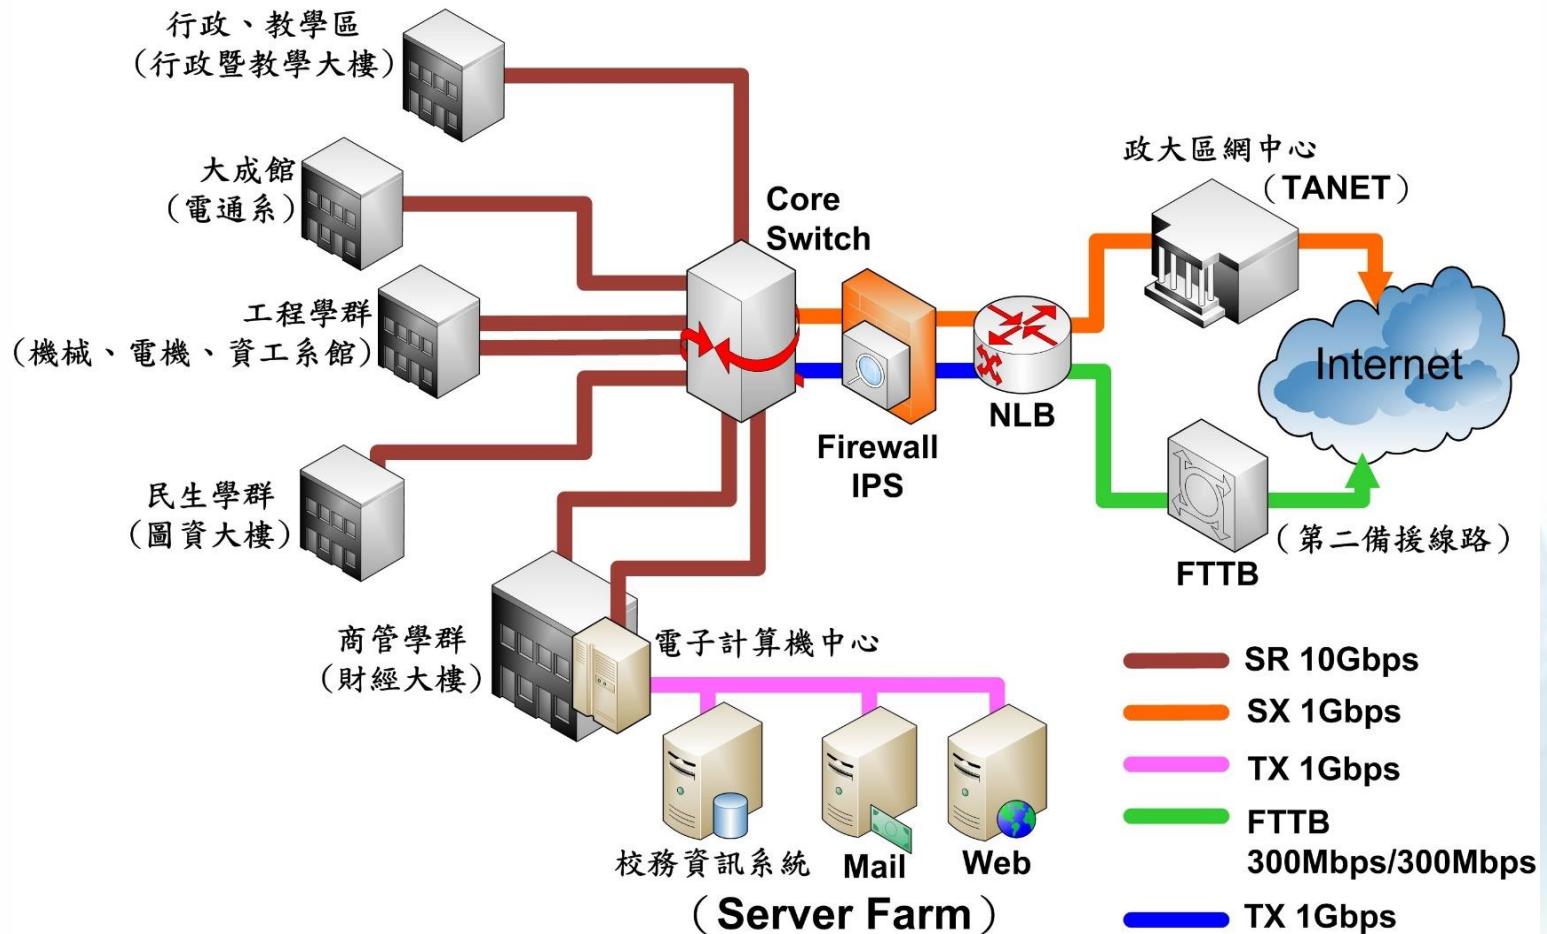 行政、教學區
（行政暨教學大樓）
大成館
（電通系）
工程學群
（機械、電機、資工系館）
民生學群
（圖資大樓）
商管學群
（財經大樓）
電子計算機中心
校務資訊系統
Mail
Web
（Server Farm）
Core
Switch
Firewall
IPS
NLB
政大區網中心
（TANET）
Internet
FTTB
（第二備援線路）
SR 10Gbps
SX 1Gbps
TX 1Gbps
FTTB
300Mbps/300Mbps
TX 1Gbps